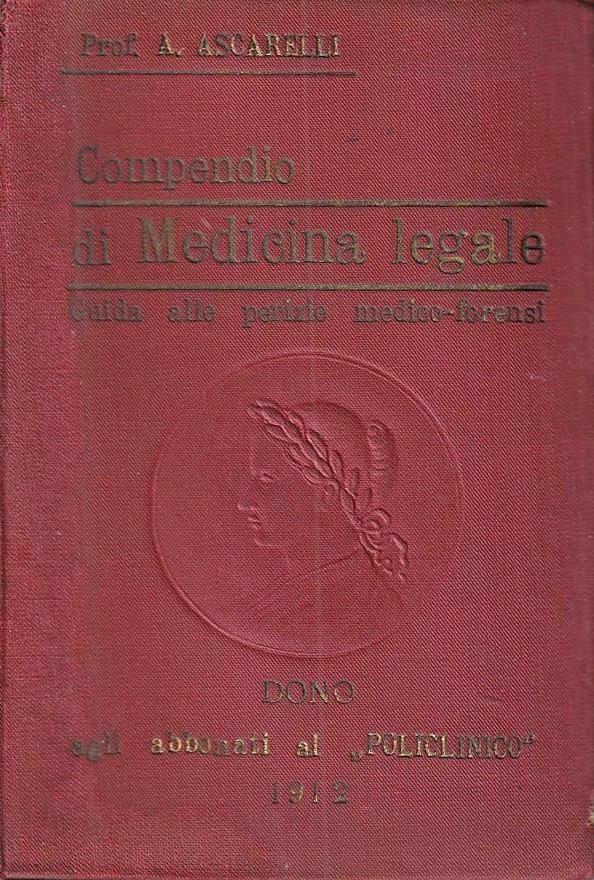 Prof. A. ASCARELLI
Compendio
di Medicina legale
Guida alle perizie medico-forensi
DONO
agli abbonati al „POLICLINICO“
1912